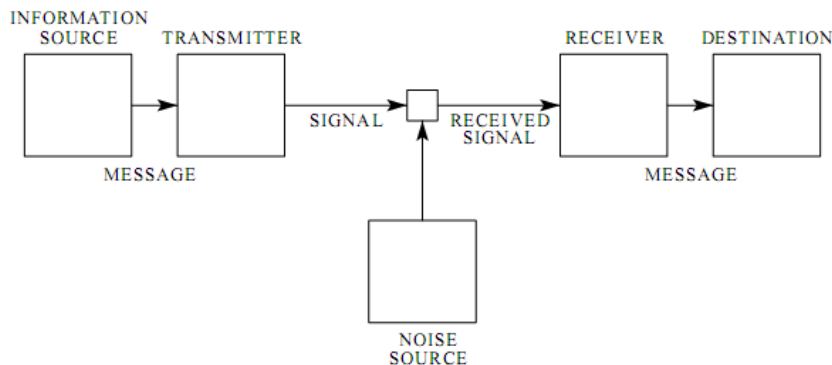 INFORMATION
SOURCE
TRANSMITTER
RECEIVER
DESTINATION
SIGNAL
RECEIVED
SIGNAL
MESSAGE
MESSAGE
NOISE
SOURCE